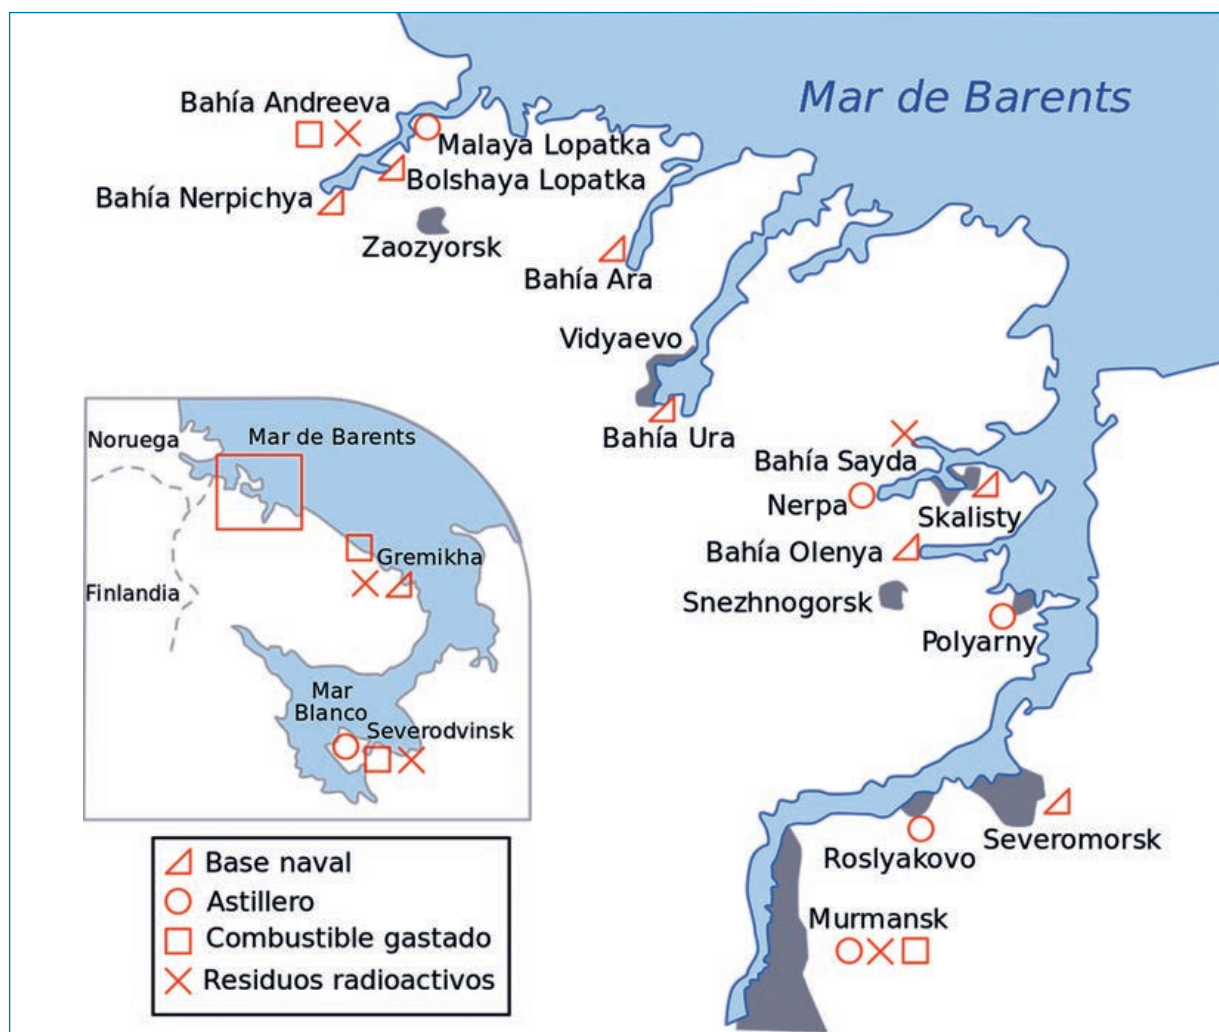 Mar de Barents
Bahía Andreeva
Malaya Lopatka
Bolshaya Lopatka
Bahía Nerpichya
Zaozyorsk
Bahía Ara
Vidyaevo
Bahía Ura
Bahía Sayda
Nerpa
Skalisty
Bahía Olenya
Snezhnogorsk
Polyarny
Severomorsk
Roslyakovo
Murmansk
Noruega
Mar de Barents
Gremikha
Finlandia
Mar
Blanco
Severodvinsk
Base naval
Astillero
Combustible gastado
Residuos radioactivos